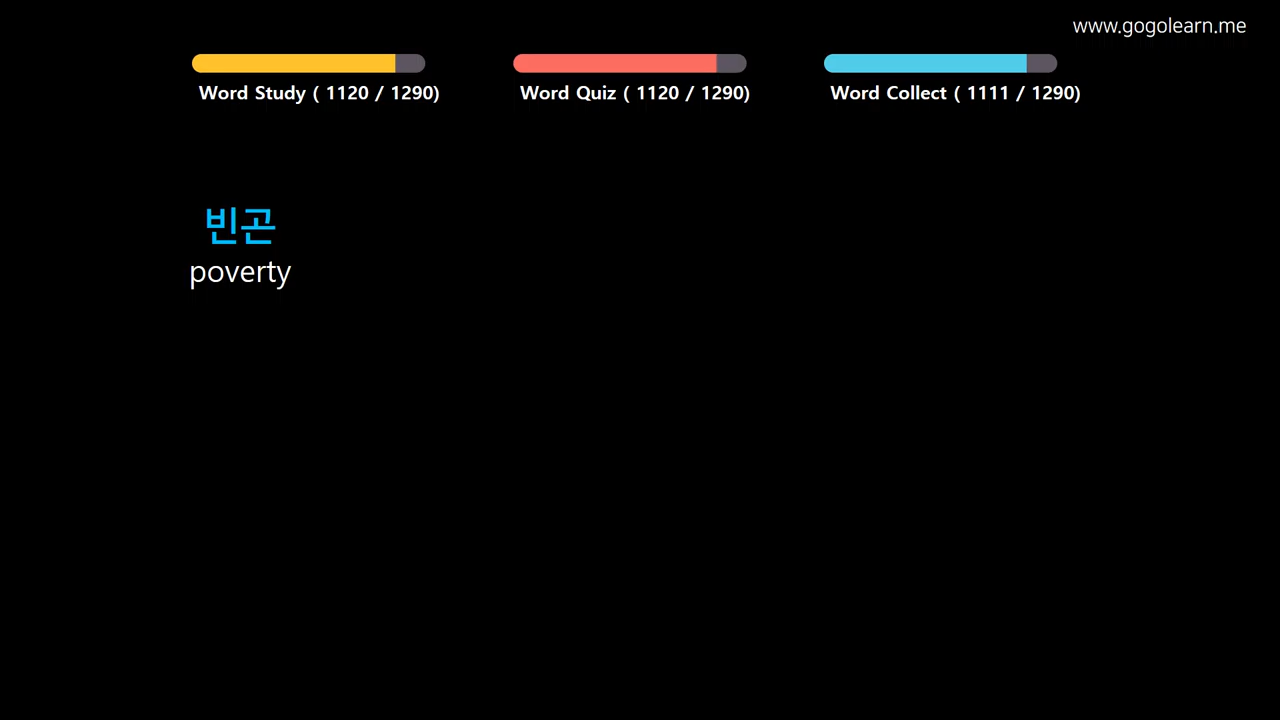 www.gogolearn.me
Word Study ( 1120 / 1290)
Word Quiz ( 1120 / 1290)
Word Collect ( 1111 / 1290)
빈곤
poverty